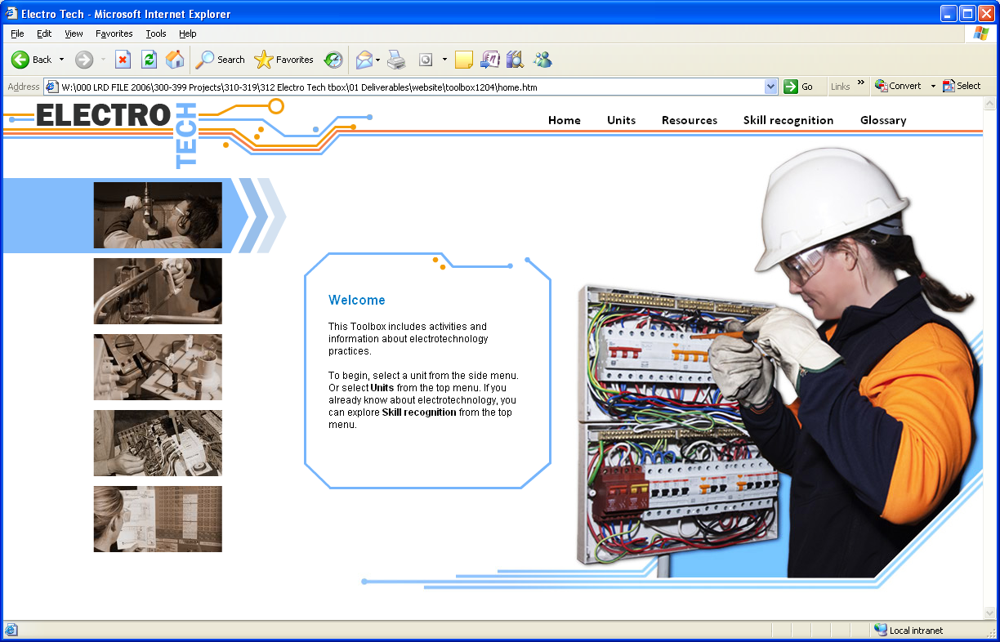 Electro Tech - Microsoft Internet Explorer
File Edit View Favorites Tools Help
Back Search Favorites
Address W:\000 LRD FILE 2006\300-399 Projects\310-319\312 Electro Tech tbox\01 Deliverables\website\toolbox1204\home.htm Go Links » Convert Select
ELECTRO
TECH
Home Units Resources Skill recognition Glossary
Welcome
This Toolbox includes activities and
information about electrotechnology
practices.
To begin, select a unit from the side menu.
Or select Units from the top menu. If you
already know about electrotechnology, you
can explore Skill recognition from the top
menu.
Local intranet